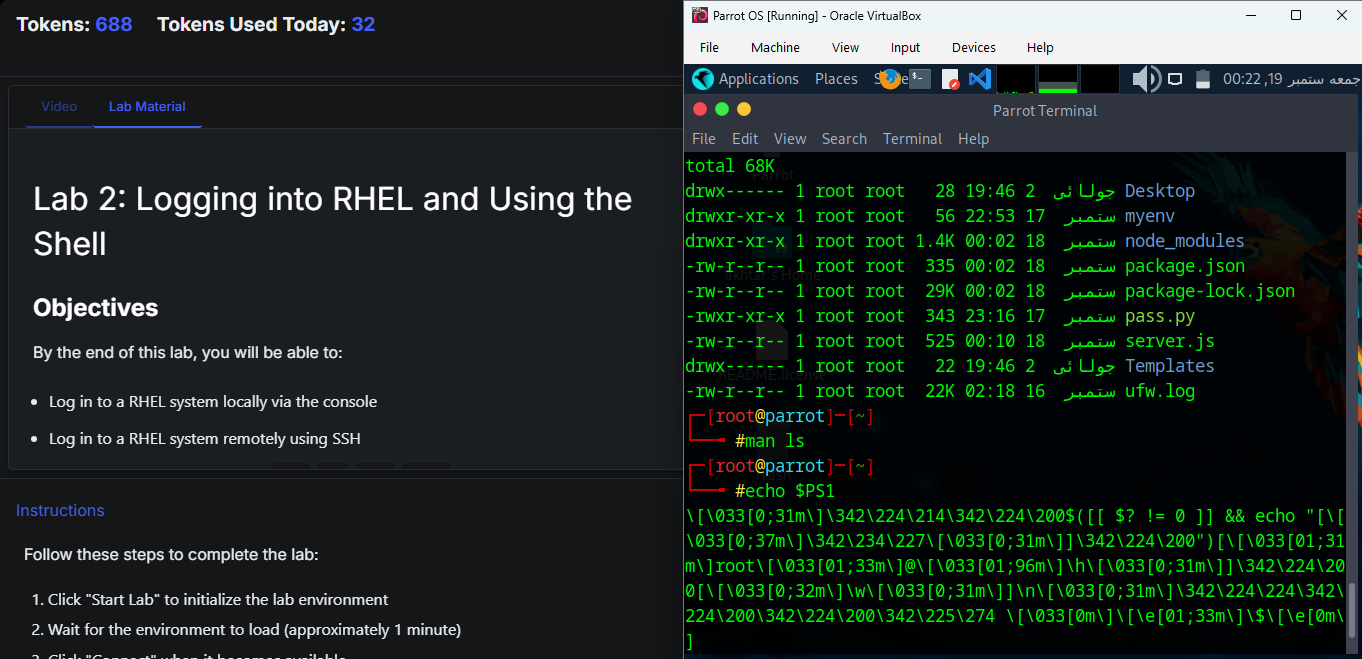 Tokens: 688 Tokens Used Today: 32
Video Lab Material
Lab 2: Logging into RHEL and Using the
Shell
Objectives
By the end of this lab, you will be able to:
• Log in to a RHEL system locally via the console
• Log in to a RHEL system remotely using SSH
Instructions
Follow these steps to complete the lab:
1. Click "Start Lab" to initialize the lab environment
2. Wait for the environment to load (approximately 1 minute)
3. Click "Connect" when it becomes available
Parrot OS [Running] - Oracle VirtualBox
File Machine View Input Devices Help
Applications Places جمعه ستمبر 19, 00:22
Parrot Terminal
File Edit View Search Terminal Help
total 68K
drwx------ 1 root root 28 19:46 2 جولائی Desktop
drwxr-xr-x 1 root root 56 22:53 17 ستمبر myenv
drwxr-xr-x 1 root root 1.4K 00:02 18 ستمبر node_modules
-rw-r--r-- 1 root root 335 00:02 18 ستمبر package.json
-rw-r--r-- 1 root root 29K 00:02 18 ستمبر package-lock.json
-rwxr-xr-x 1 root root 343 23:16 17 ستمبر pass.py
-rw-r--r-- 1 root root 525 00:10 18 ستمبر server.js
drwx------ 1 root root 22 19:46 2 جولائی Templates
-rw-r--r-- 1 root root 22K 02:18 16 ستمبر ufw.log
┌─[root@parrot]─[~]
└──╼ #man ls
┌─[root@parrot]─[~]
└──╼ #echo $PS1
\[\033[0;31m\]\342\224\214\342\224\200$([[ $? != 0 ]] && echo "[\[
\033[0;37m\]\342\234\227\[\033[0;31m\]]\342\224\200")[\[\033[01;31
m\]root\[\033[01;33m\]@\[\033[01;96m\]\h\[\033[0;31m\]]\342\224\20
0[\[\033[0;32m\]\w\[\033[0;31m\]]\n\[\033[0;31m\]\342\224\224\342\
224\200\342\224\200\342\225\274 \[\033[0m\]\[\e[01;33m\]\$\[\e[0m\
]